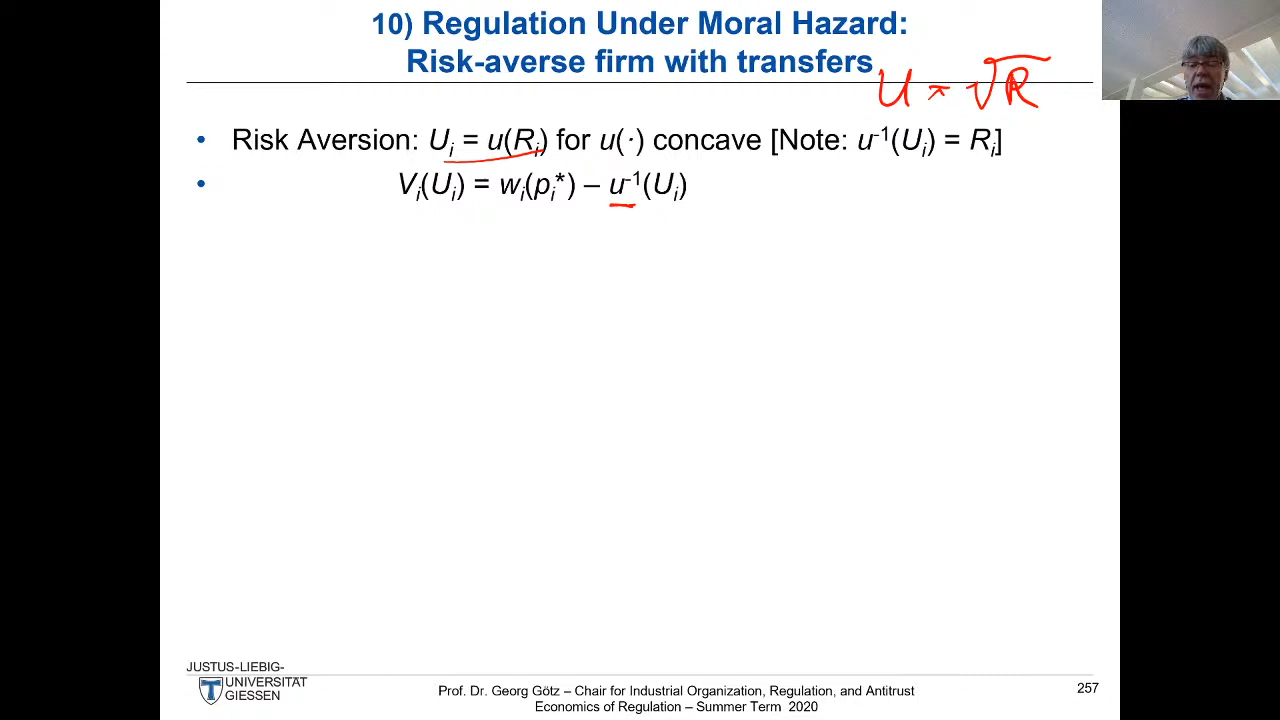 10) Regulation Under Moral Hazard:
Risk-averse firm with transfers
U = √R
• Risk Aversion: Uᵢ = u(Rᵢ) for u(·) concave [Note: u⁻¹(Uᵢ) = Rᵢ]
• Vᵢ(Uᵢ) = wᵢ(pᵢ*) – u⁻¹(Uᵢ)
JUSTUS-LIEBIG-
UNIVERSITÄT
GIESSEN
Prof. Dr. Georg Götz – Chair for Industrial Organization, Regulation, and Antitrust
Economics of Regulation – Summer Term 2020
257